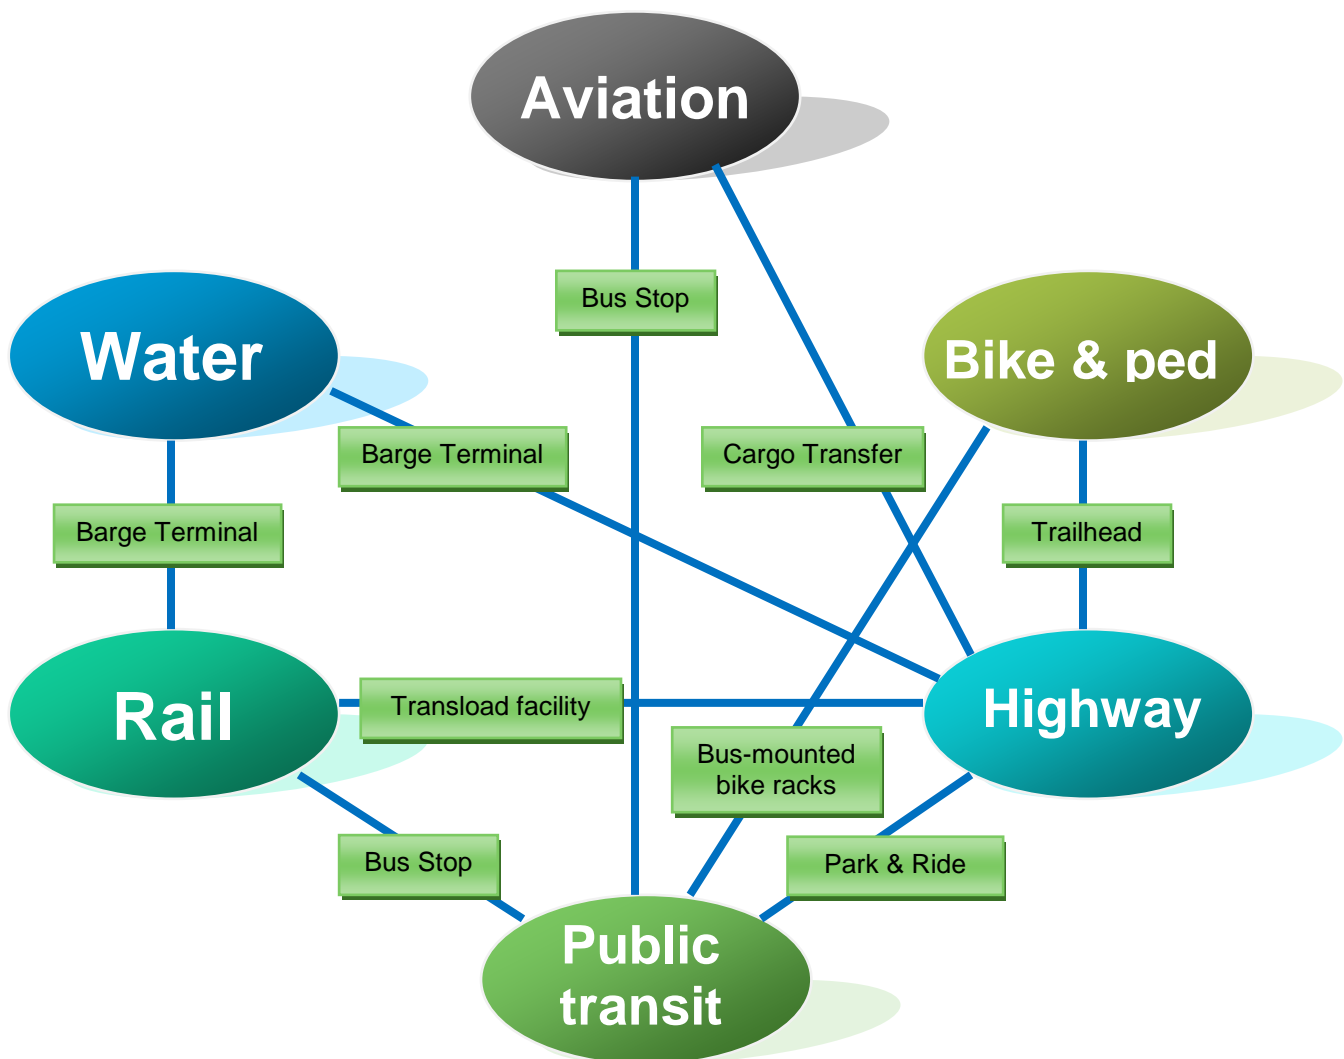 Aviation
Bus Stop
Water
Bike & ped
Barge Terminal
Cargo Transfer
Barge Terminal
Trailhead
Rail
Transload facility
Highway
Bus-mounted
bike racks
Bus Stop
Park & Ride
Public
transit